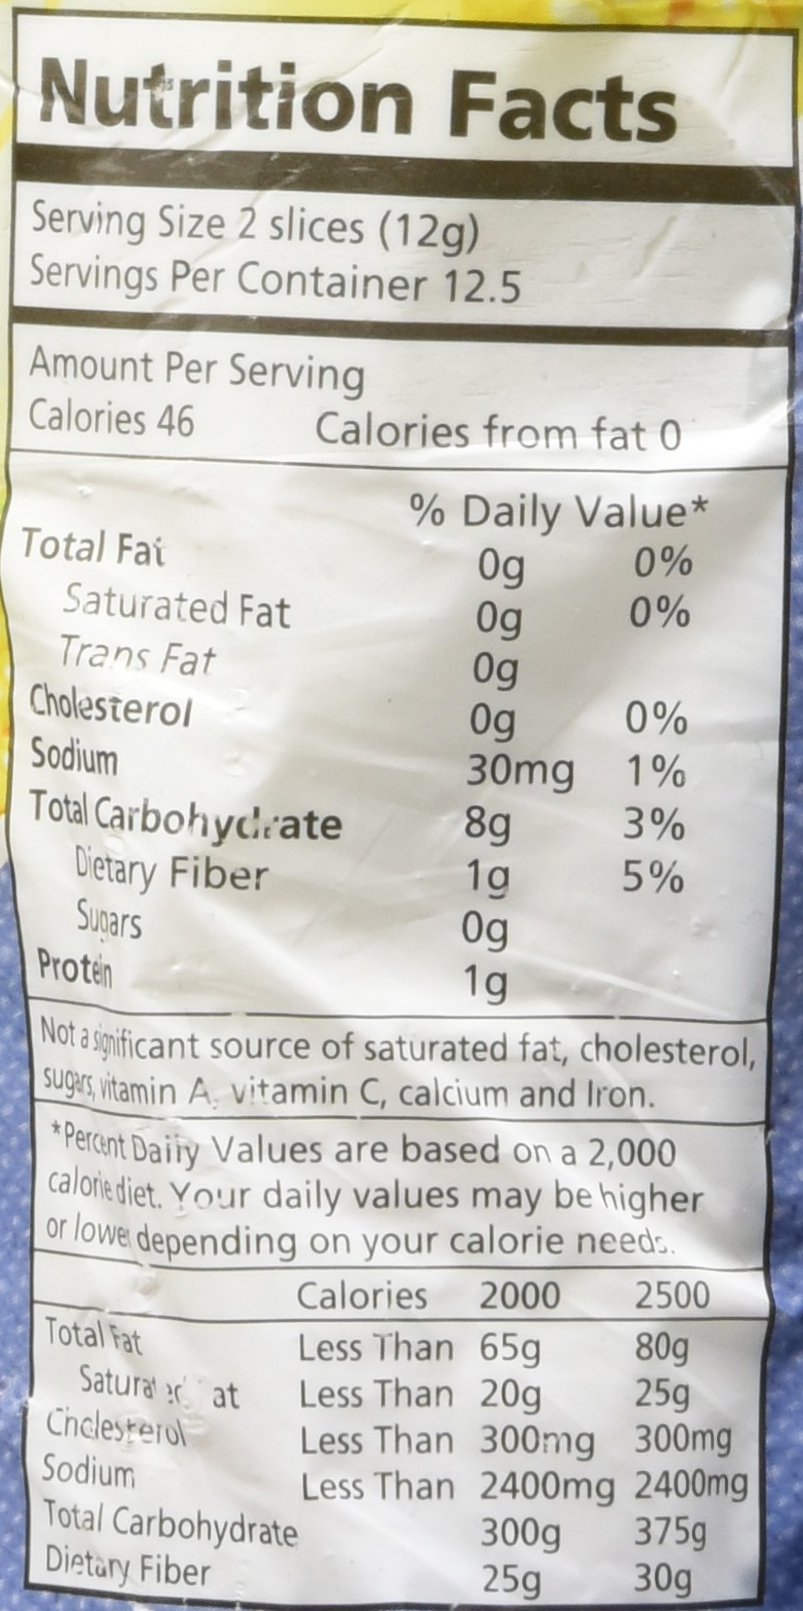 Nutrition Facts
Serving Size 2 slices (12g)
Servings Per Container 12.5
Amount Per Serving
Calories 46 Calories from fat 0
% Daily Value*
Total Fat 0g 0%
Saturated Fat 0g 0%
Trans Fat 0g
Cholesterol 0g 0%
Sodium 30mg 1%
Total Carbohydrate 8g 3%
Dietary Fiber 1g 5%
Sugars 0g
Protein 1g
Not a significant source of saturated fat, cholesterol,
sugars, vitamin A, vitamin C, calcium and Iron.
*Percent Daily Values are based on a 2,000
calorie diet. Your daily values may be higher
or lower depending on your calorie needs.
Calories 2000 2500
Total Fat Less Than 65g 80g
Saturated Fat Less Than 20g 25g
Cholesterol Less Than 300mg 300mg
Sodium Less Than 2400mg 2400mg
Total Carbohydrate 300g 375g
Dietary Fiber 25g 30g